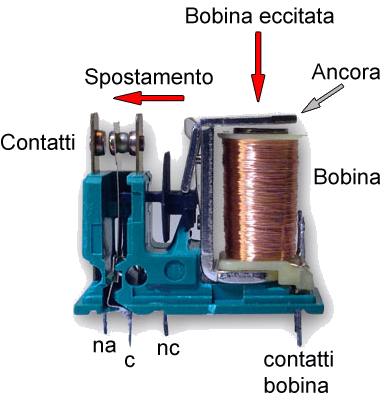 Bobina eccitata
Spostamento
Ancora
Contatti
Bobina
na
c
nc
contatti
bobina